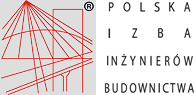 ®
POLSKA
IZBA
INŻYNIERÓW
BUDOWNICTWA